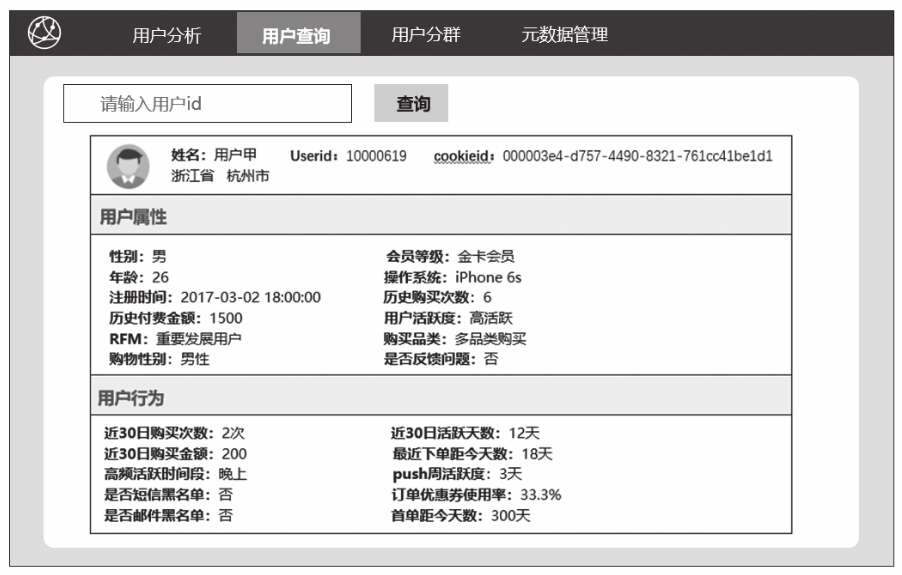 用户分析 用户查询 用户分群 元数据管理
请输入用户id 查询
姓名：用户甲 Userid：10000619 cookieid：000003e4-d757-4490-8321-761cc41be1d1
浙江省 杭州市
用户属性
性别：男 会员等级：金卡会员
年龄：26 操作系统：iPhone 6s
注册时间：2017-03-02 18:00:00 历史购买次数：6
历史付费金额：1500 用户活跃度：高活跃
RFM：重要发展用户 购买品类：多品类购买
购物性别：男性 是否反馈问题：否
用户行为
近30日购买次数：2次 近30日活跃天数：12天
近30日购买金额：200 最近下单距今天数：18天
高频活跃时间段：晚上 push周活跃度：3天
是否短信黑名单：否 订单优惠券使用率：33.3%
是否邮件黑名单：否 首单距今天数：300天